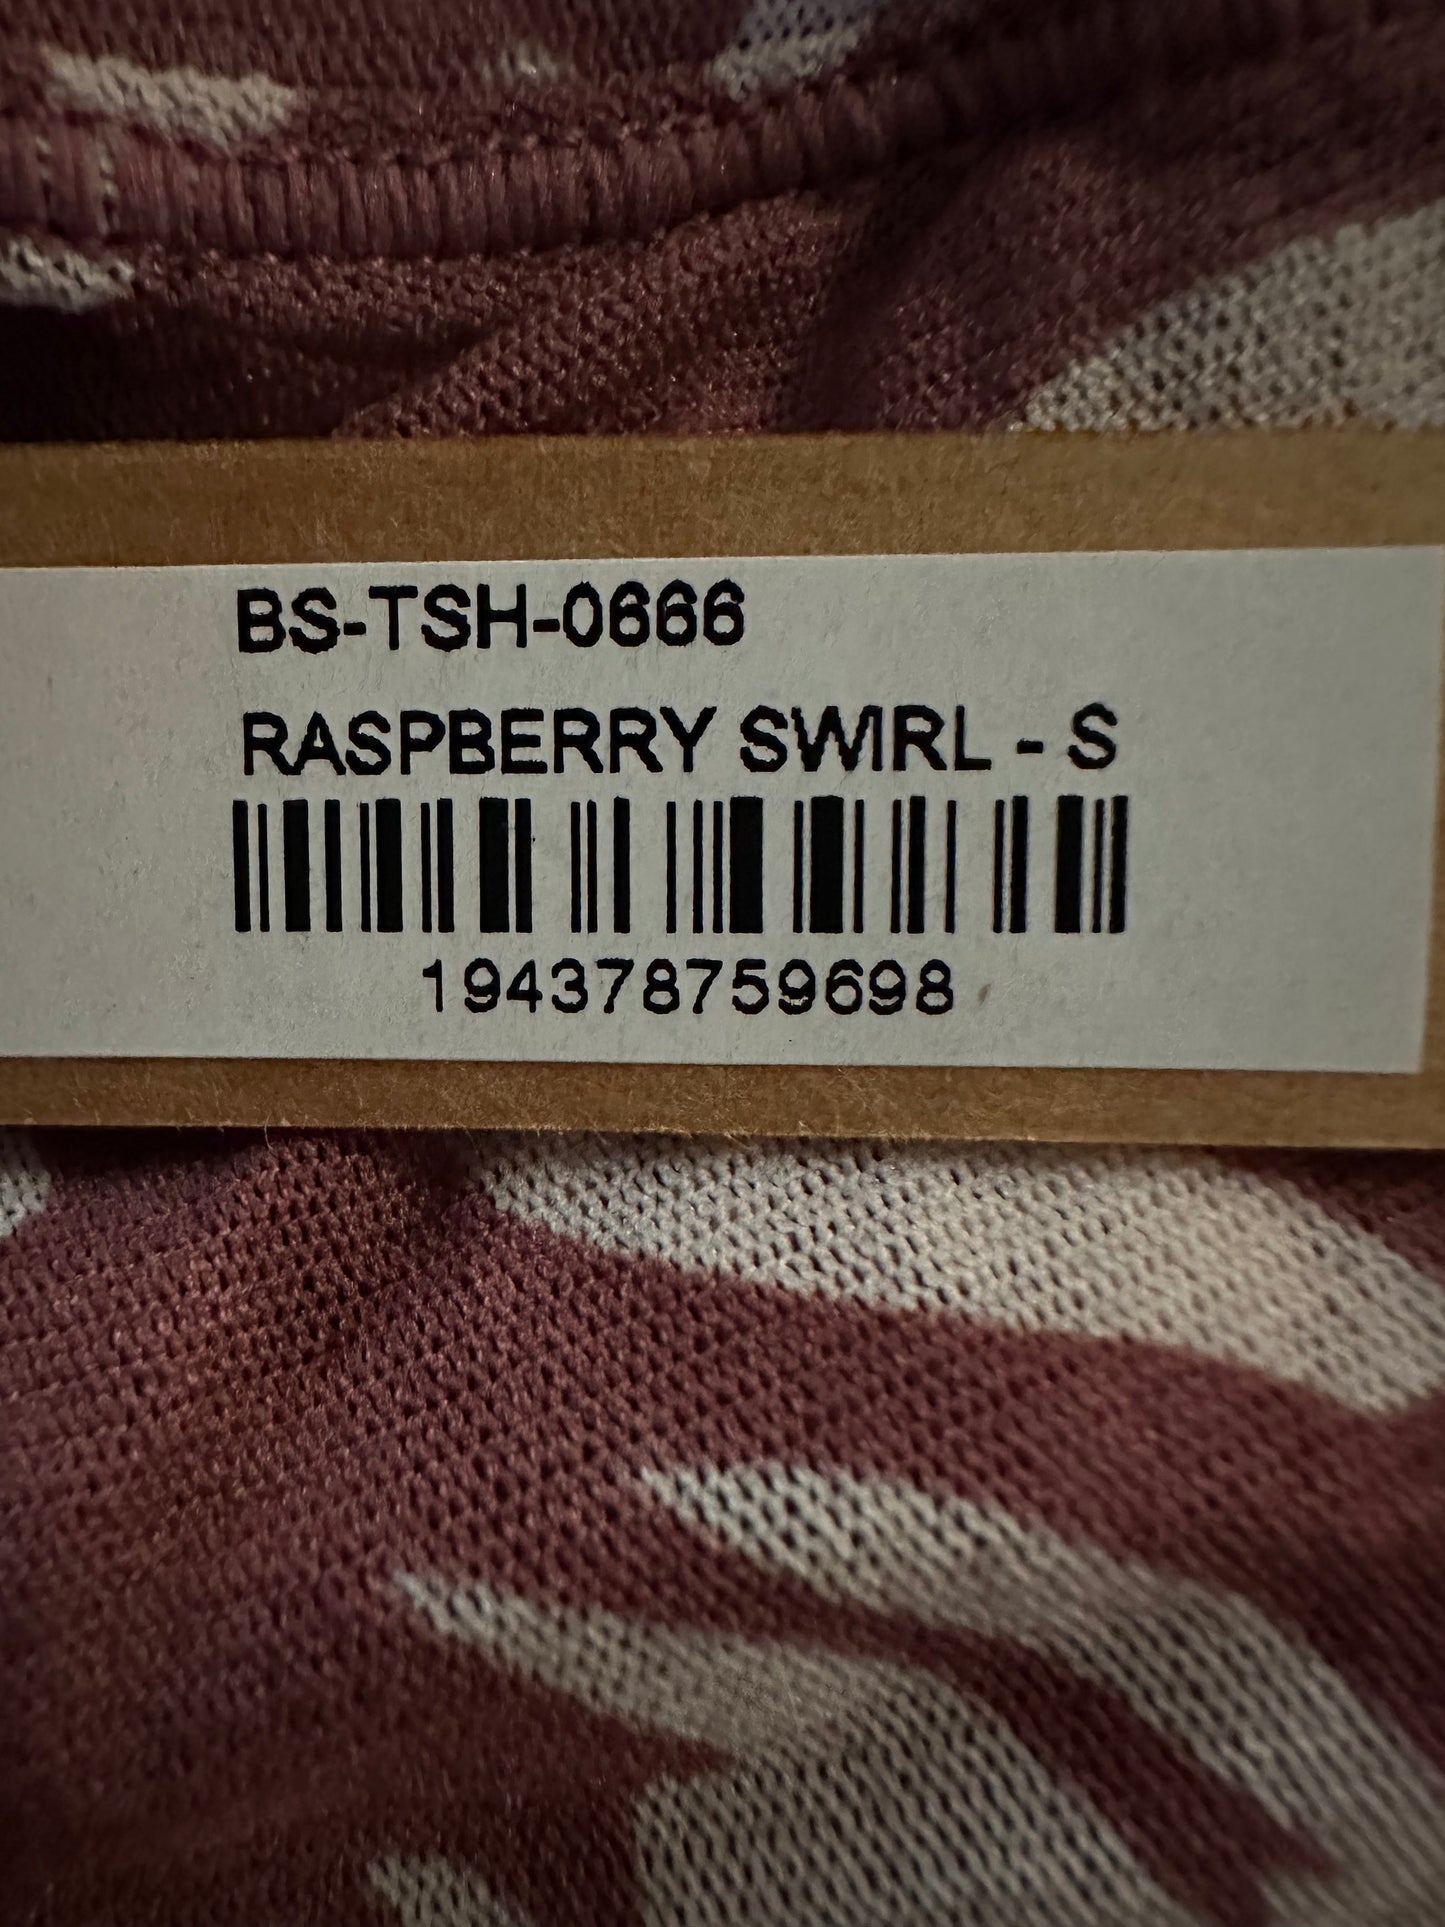 BS-TSH-0666
RASPBERRY SWIRL - S
194378759698